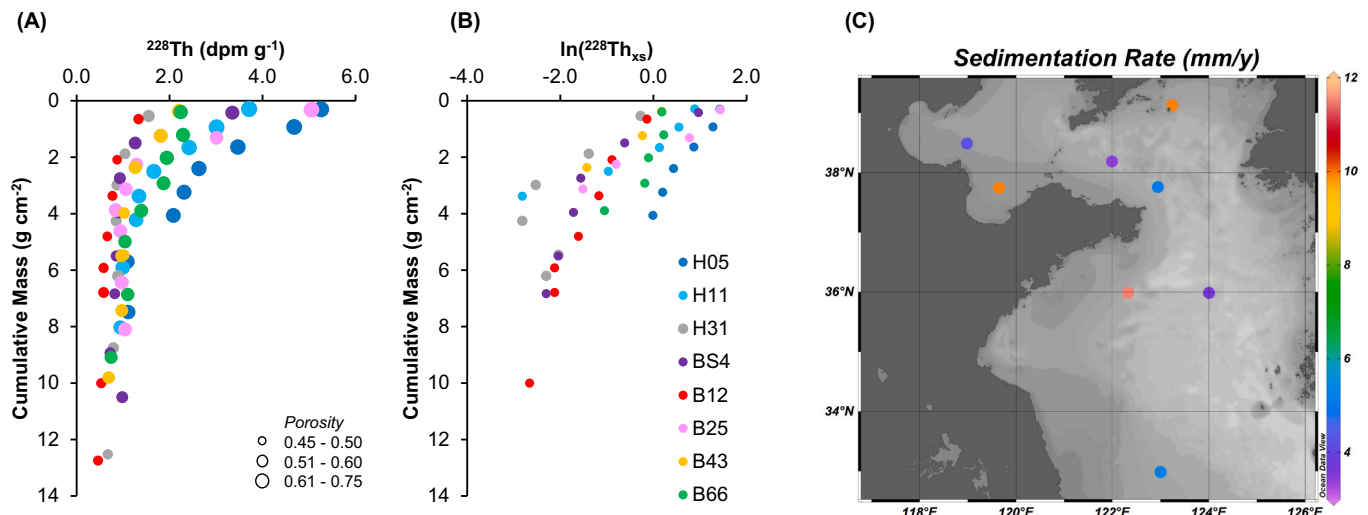 (A)
²²⁸Th (dpm g⁻¹)
0.0 2.0 4.0 6.0
0
2
4
6
8
10
12
14
Cumulative Mass (g cm⁻²)
Porosity
0.45 - 0.50
0.51 - 0.60
0.61 - 0.75
(B)
ln(²²⁸Thxs)
-4.0 -2.0 0.0 2.0
0
2
4
6
8
10
12
14
Cumulative Mass (g cm⁻²)
H05
H11
H31
BS4
B12
B25
B43
B66
(C)
Sedimentation Rate (mm/y)
38°N
36°N
34°N
118°E 120°E 122°E 124°E 126°E
12
10
8
6
4
Ocean Data View